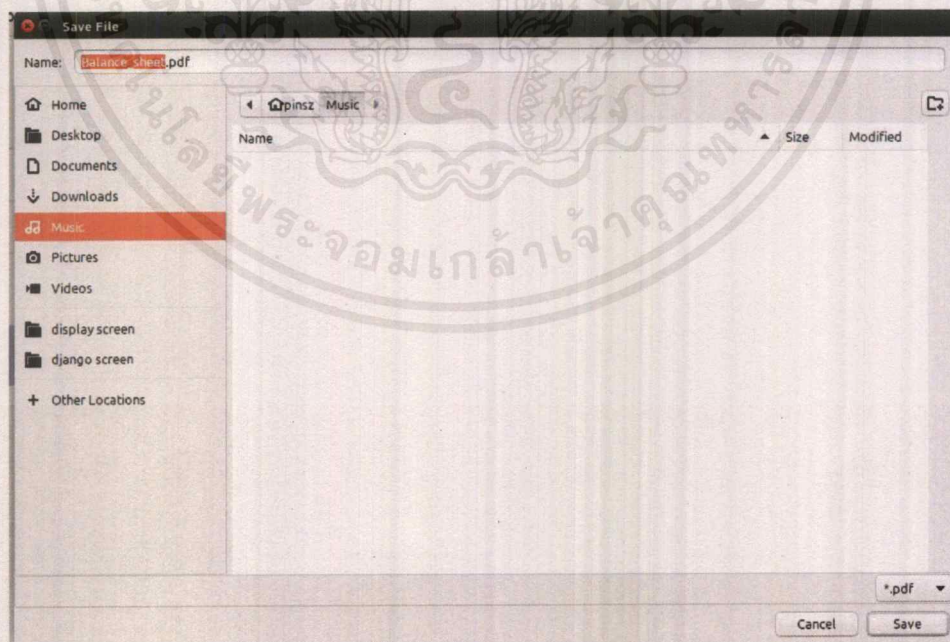 Save File
Name: Balance_sheet.pdf
Home
Desktop
Documents
Downloads
Music
Pictures
Videos
display screen
django screen
Other Locations
pinsz Music
Name Size Modified
*.pdf
Cancel Save
พระจอมเกล้าเจ้าคุณทหาร